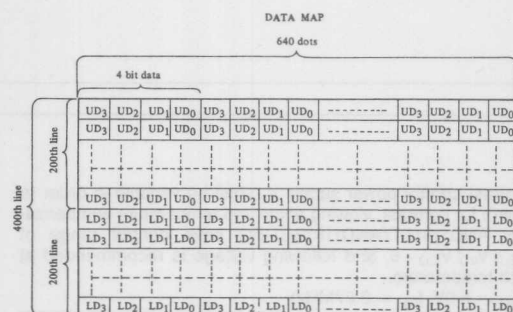 DATA MAP
640 dots
4 bit data
400th line
200th line
UD3 UD2 UD1 UD0 UD3 UD2 UD1 UD0 UD3 UD2 UD1 UD0
UD3 UD2 UD1 UD0 UD3 UD2 UD1 UD0 UD3 UD2 UD1 UD0
UD3 UD2 UD1 UD0 UD3 UD2 UD1 UD0 UD3 UD2 UD1 UD0
200th line
LD3 LD2 LD1 LD0 LD3 LD2 LD1 LD0 LD3 LD2 LD1 LD0
LD3 LD2 LD1 LD0 LD3 LD2 LD1 LD0 LD3 LD2 LD1 LD0
LD3 LD2 LD1 LD0 LD3 LD2 LD1 LD0 LD3 LD2 LD1 LD0